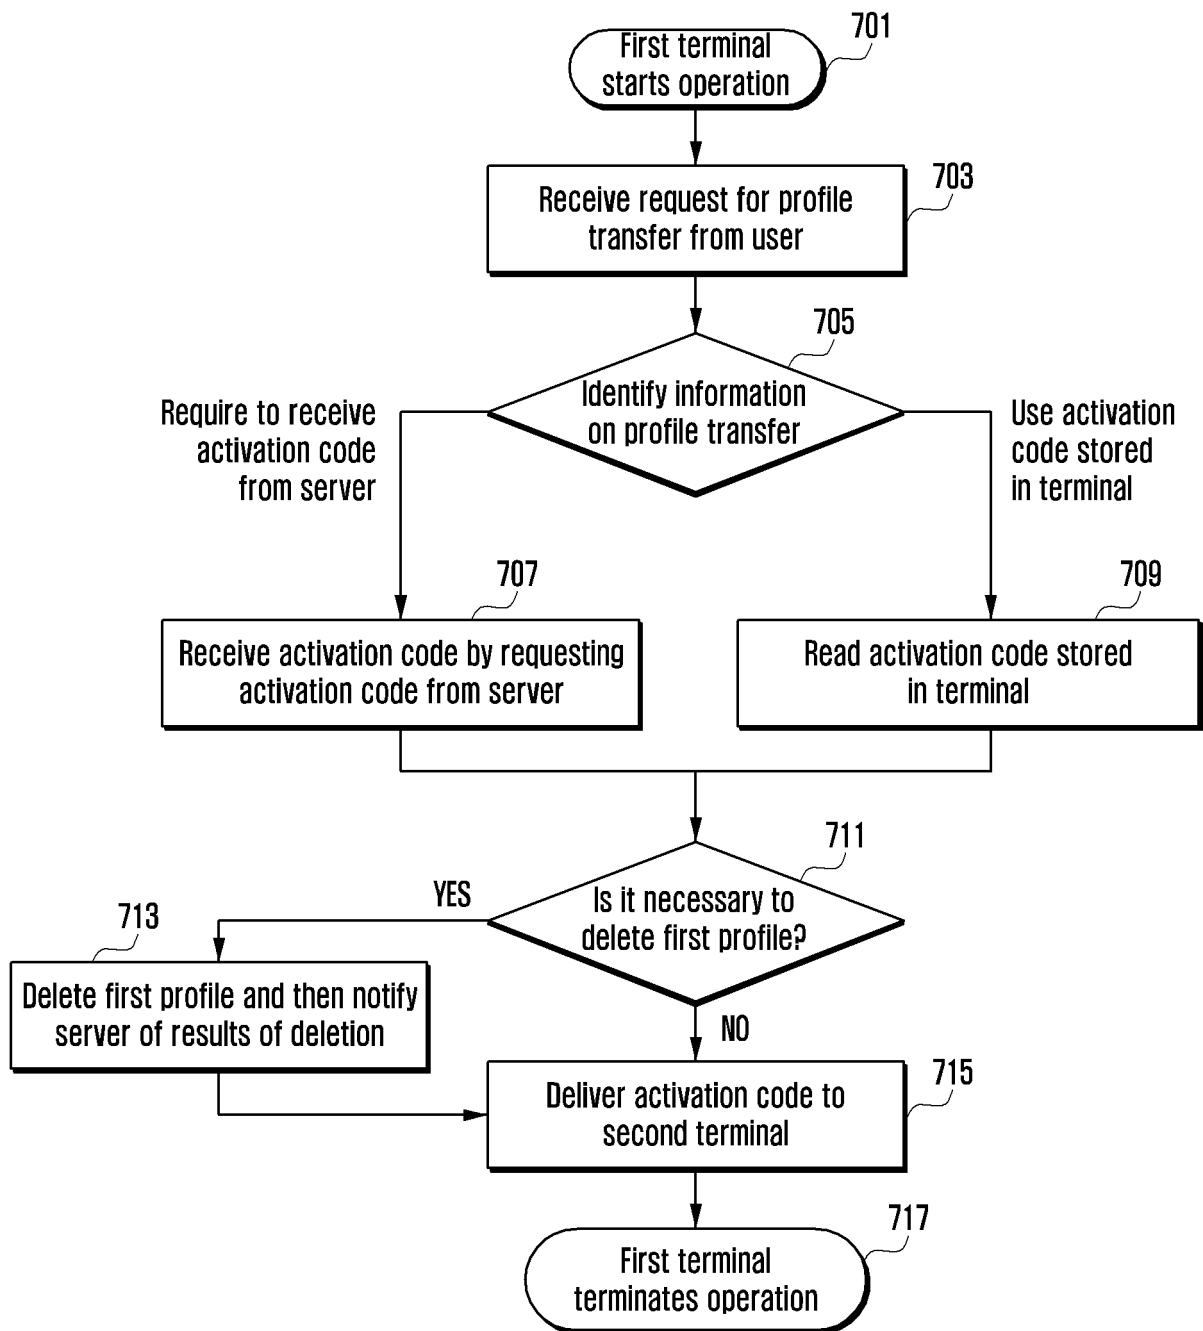 701
First terminal
starts operation
703
Receive request for profile
transfer from user
705
Identify information
on profile transfer
Require to receive
activation code
from server
Use activation
code stored
in terminal
707
Receive activation code by requesting
activation code from server
709
Read activation code stored
in terminal
711
Is it necessary to
delete first profile?
YES
713
Delete first profile and then notify
server of results of deletion
NO
715
Deliver activation code to
second terminal
717
First terminal
terminates operation